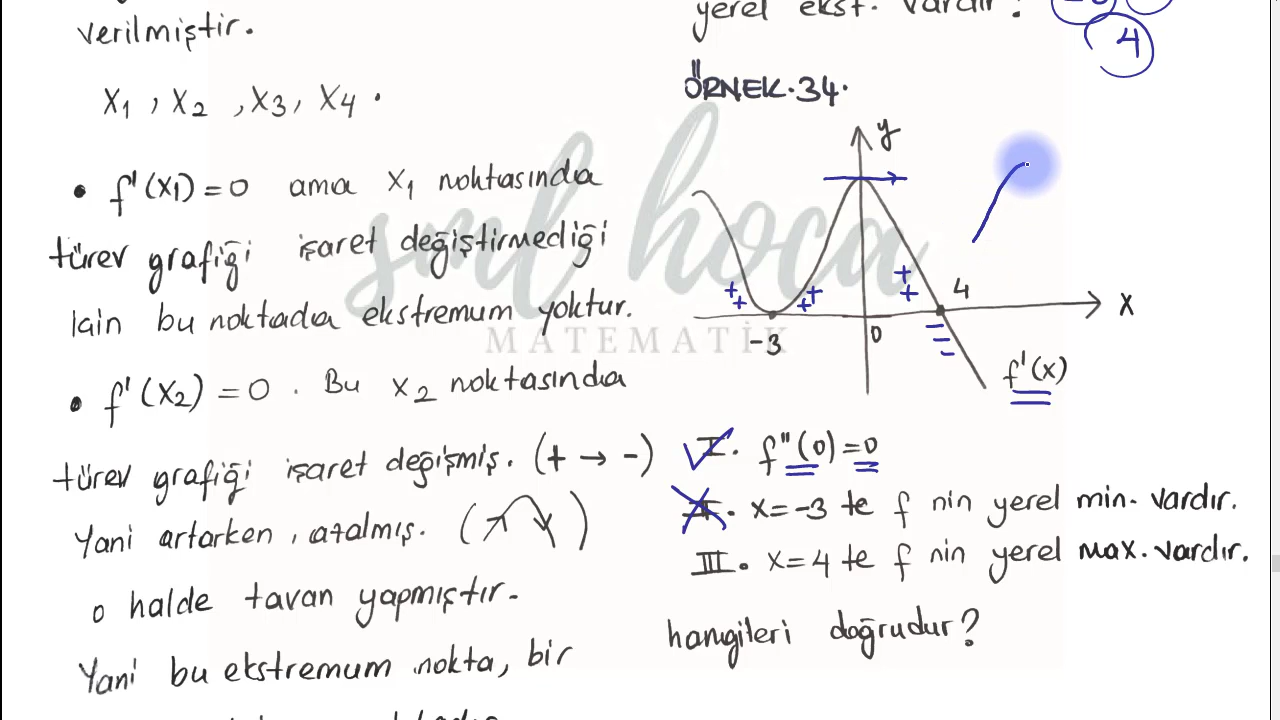 verilmiştir.
X1 , X2 , X3, X4 .
• f'(x1) = 0 ama x1 noktasında
türev grafiği işaret değiştirmediği
için bu noktada ekstremum yoktur.
• f'(x2) = 0 . Bu x2 noktasında
türev grafiği işaret değişmiş. (+ → -)
Yani artarken, azalmış. ( )
o halde tavan yapmıştır.
Yani bu ekstremum nokta, bir
yerel ekst. vardır?
4
ÖRNEK.34.
y
4
x
-3
0
f'(x)
I. f''(0) = 0
II. x=-3 te f nin yerel min. vardır.
III. x=4 te f nin yerel max. vardır.
hangileri doğrudur?
sml hoca
MATEMATİK